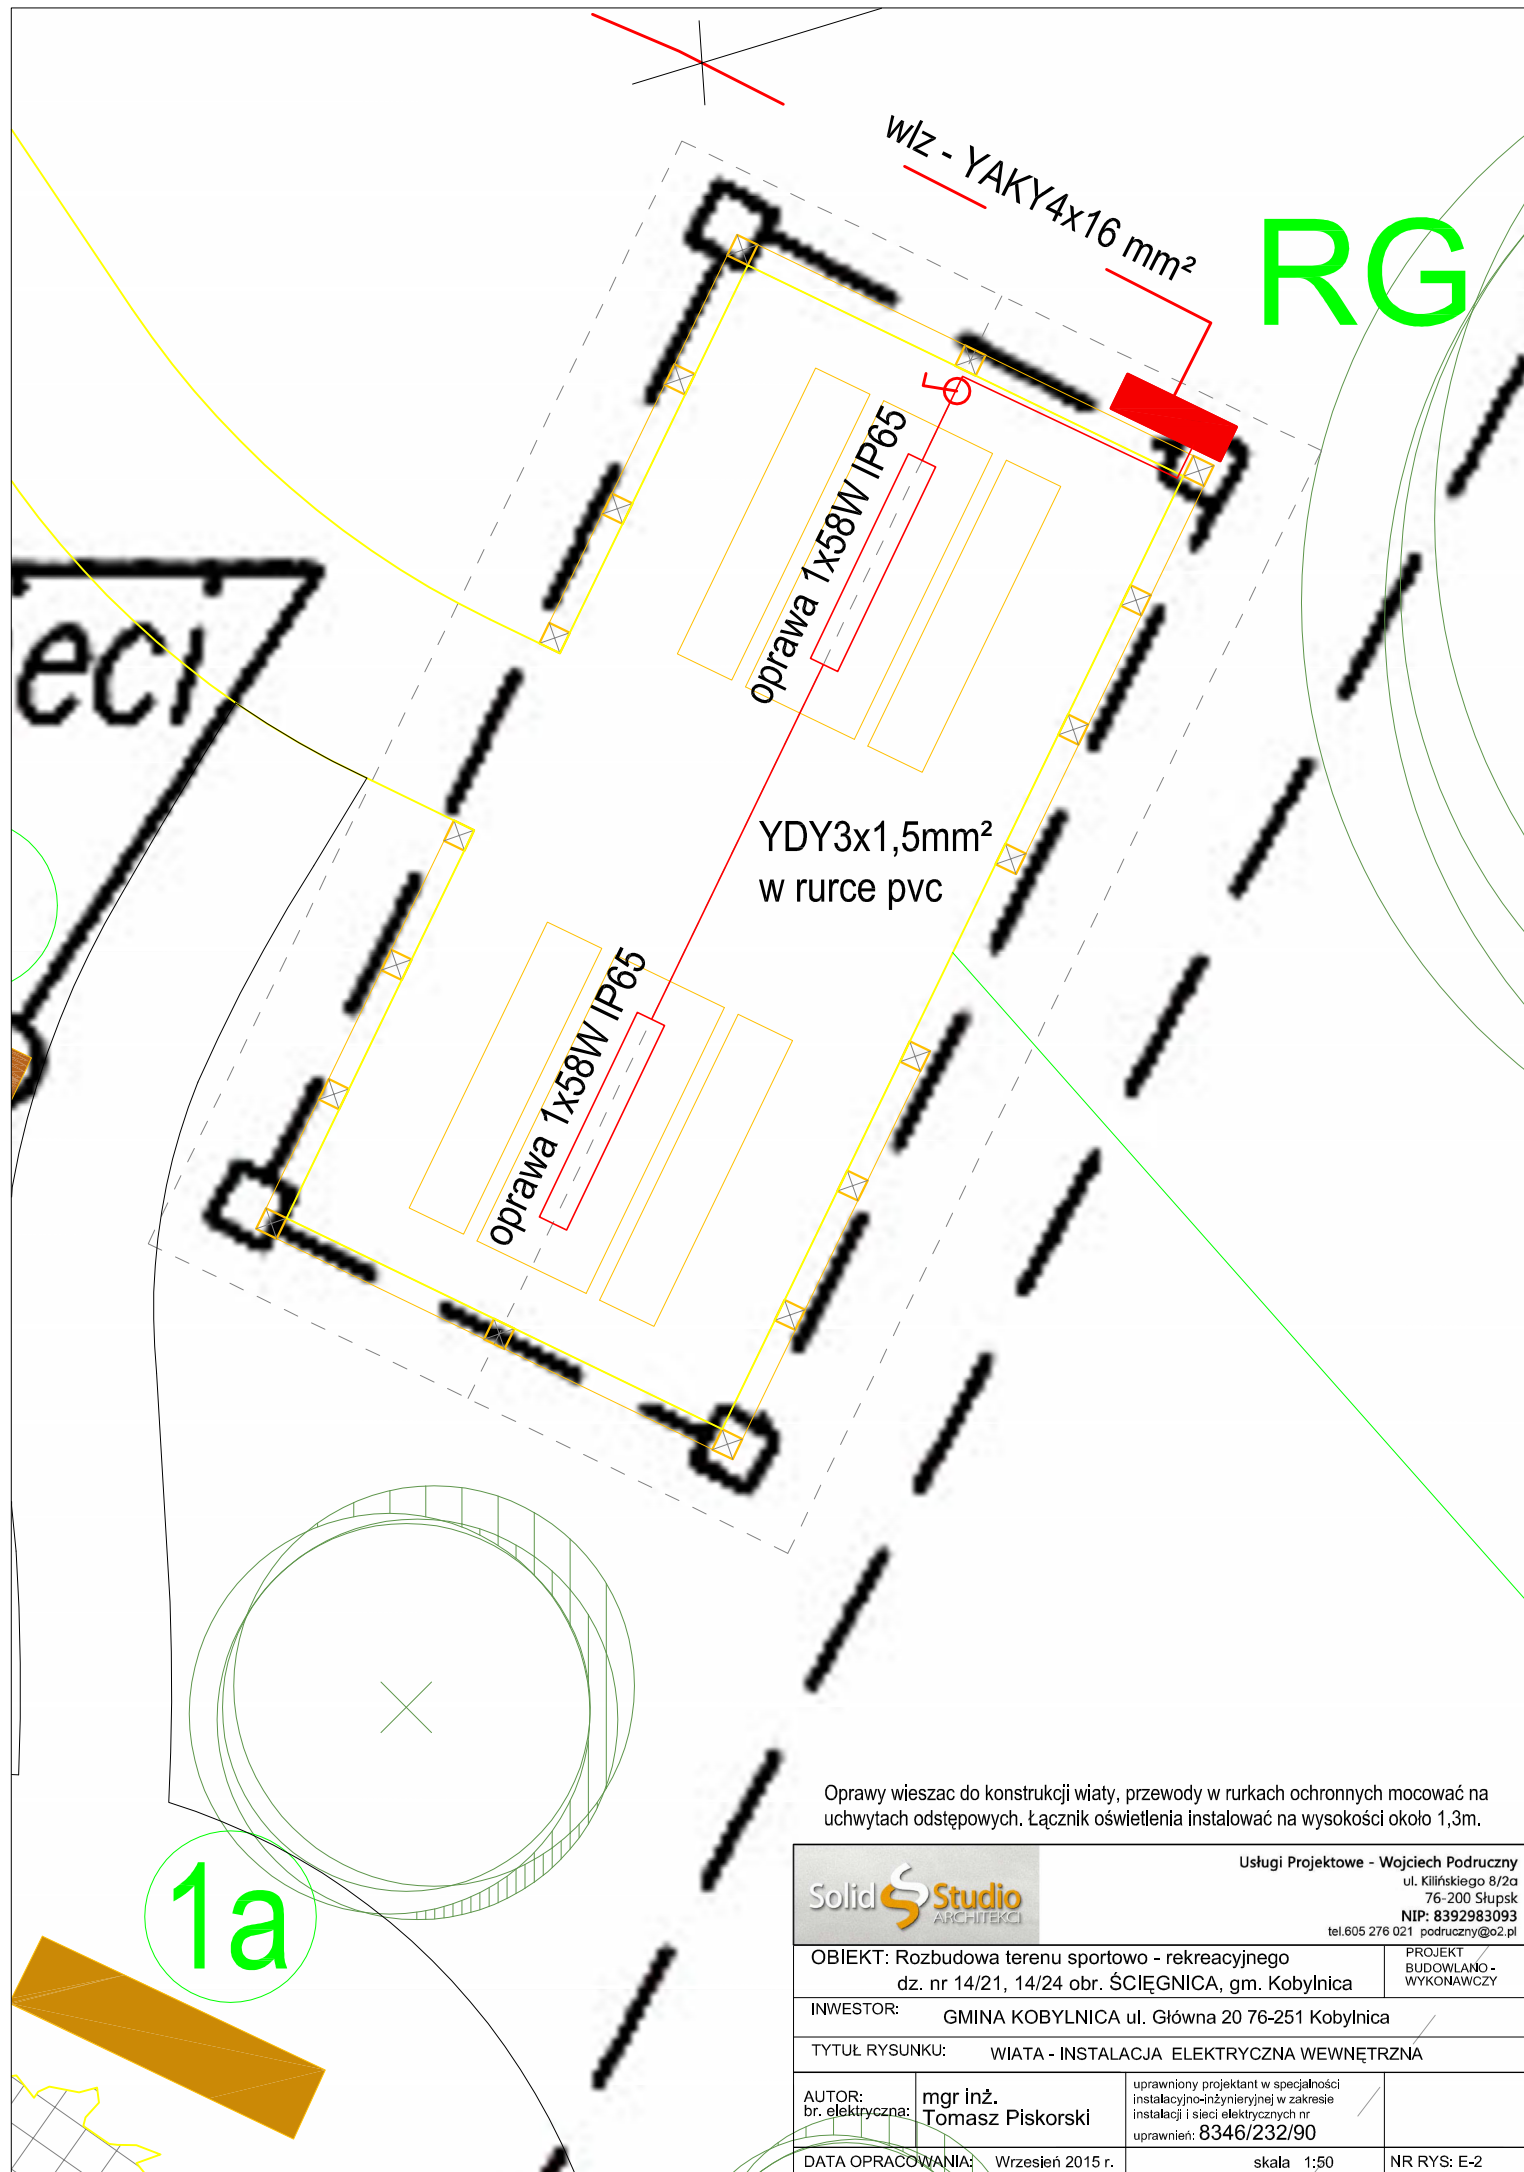 wlz - YAKY4x16 mm²
RG
oprawa 1x58W IP65
eci
YDY3x1,5mm²
w rurce pvc
oprawa 1x58W IP65
1a
Oprawy wieszac do konstrukcji wiaty, przewody w rurkach ochronnych mocować na
uchwytach odstępowych. Łącznik oświetlenia instalować na wysokości około 1,3m.
Solid Studio
ARCHITEKCI
Usługi Projektowe - Wojciech Podruczny
ul. Kilińskiego 8/2a
76-200 Słupsk
NIP: 8392983093
tel.605 276 021 podruczny@o2.pl
OBIEKT: Rozbudowa terenu sportowo - rekreacyjnego
dz. nr 14/21, 14/24 obr. ŚCIĘGNICA, gm. Kobylnica
PROJEKT
BUDOWLANO -
WYKONAWCZY
INWESTOR: GMINA KOBYLNICA ul. Główna 20 76-251 Kobylnica
TYTUŁ RYSUNKU: WIATA - INSTALACJA ELEKTRYCZNA WEWNĘTRZNA
AUTOR:
br. elektryczna:
mgr inż.
Tomasz Piskorski
uprawniony projektant w specjalności
instalacyjno-inżynieryjnej w zakresie
instalacji i sieci elektrycznych nr
uprawnień: 8346/232/90
DATA OPRACOWANIA: Wrzesień 2015 r. skala 1:50 NR RYS: E-2